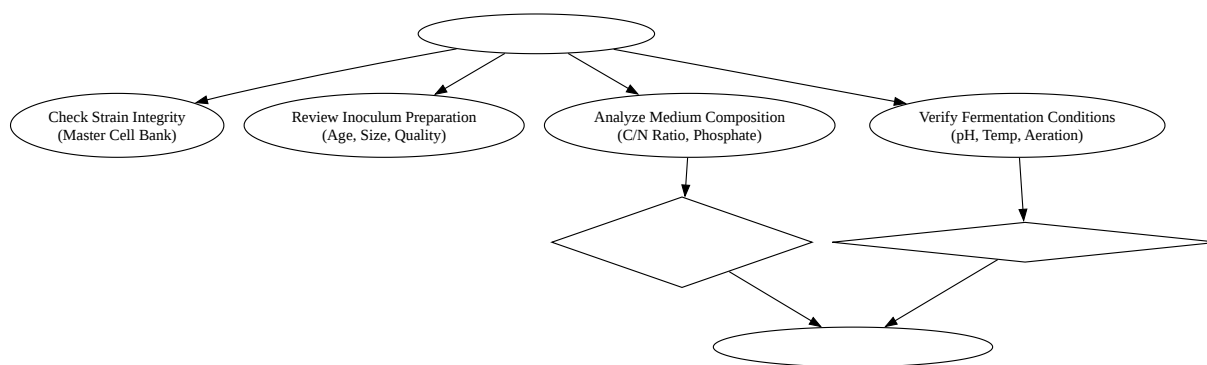 Check Strain Integrity
(Master Cell Bank)
Review Inoculum Preparation
(Age, Size, Quality)
Analyze Medium Composition
(C/N Ratio, Phosphate)
Verify Fermentation Conditions
(pH, Temp, Aeration)